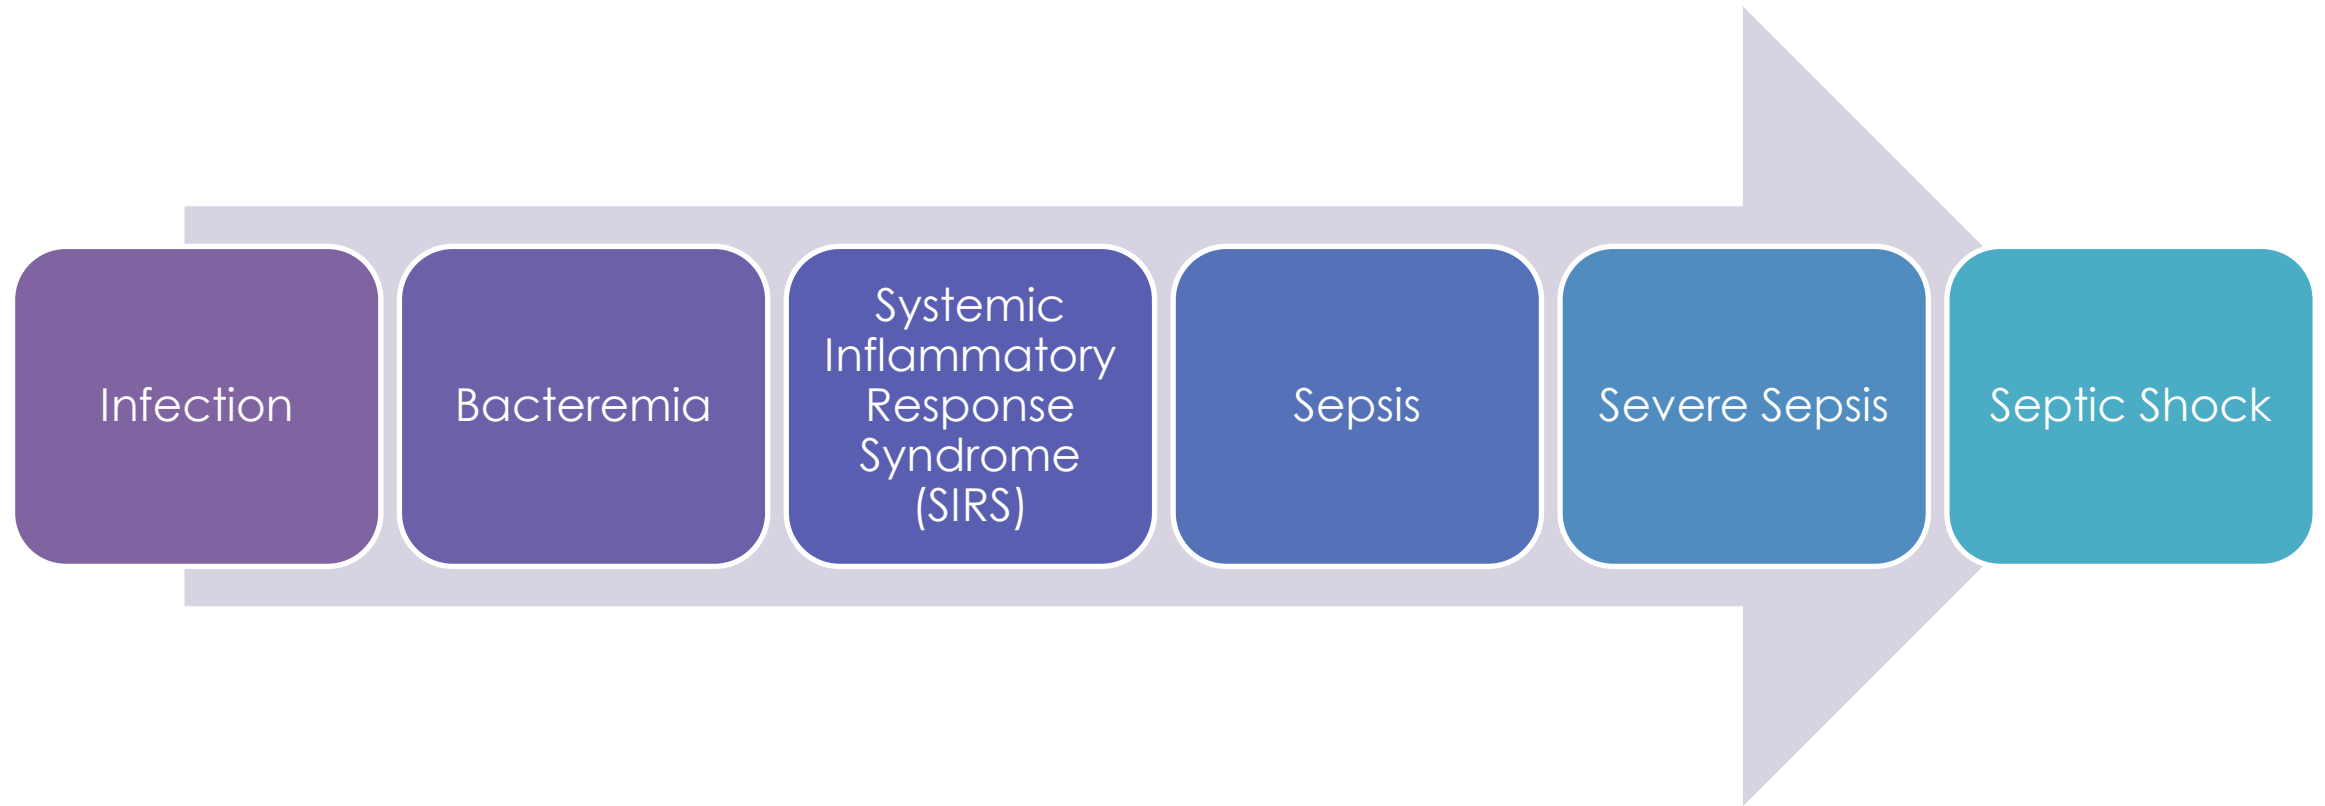 Infection
Bacteremia
Systemic
Inflammatory
Response
Syndrome
(SIRS)
Sepsis
Severe Sepsis
Septic Shock